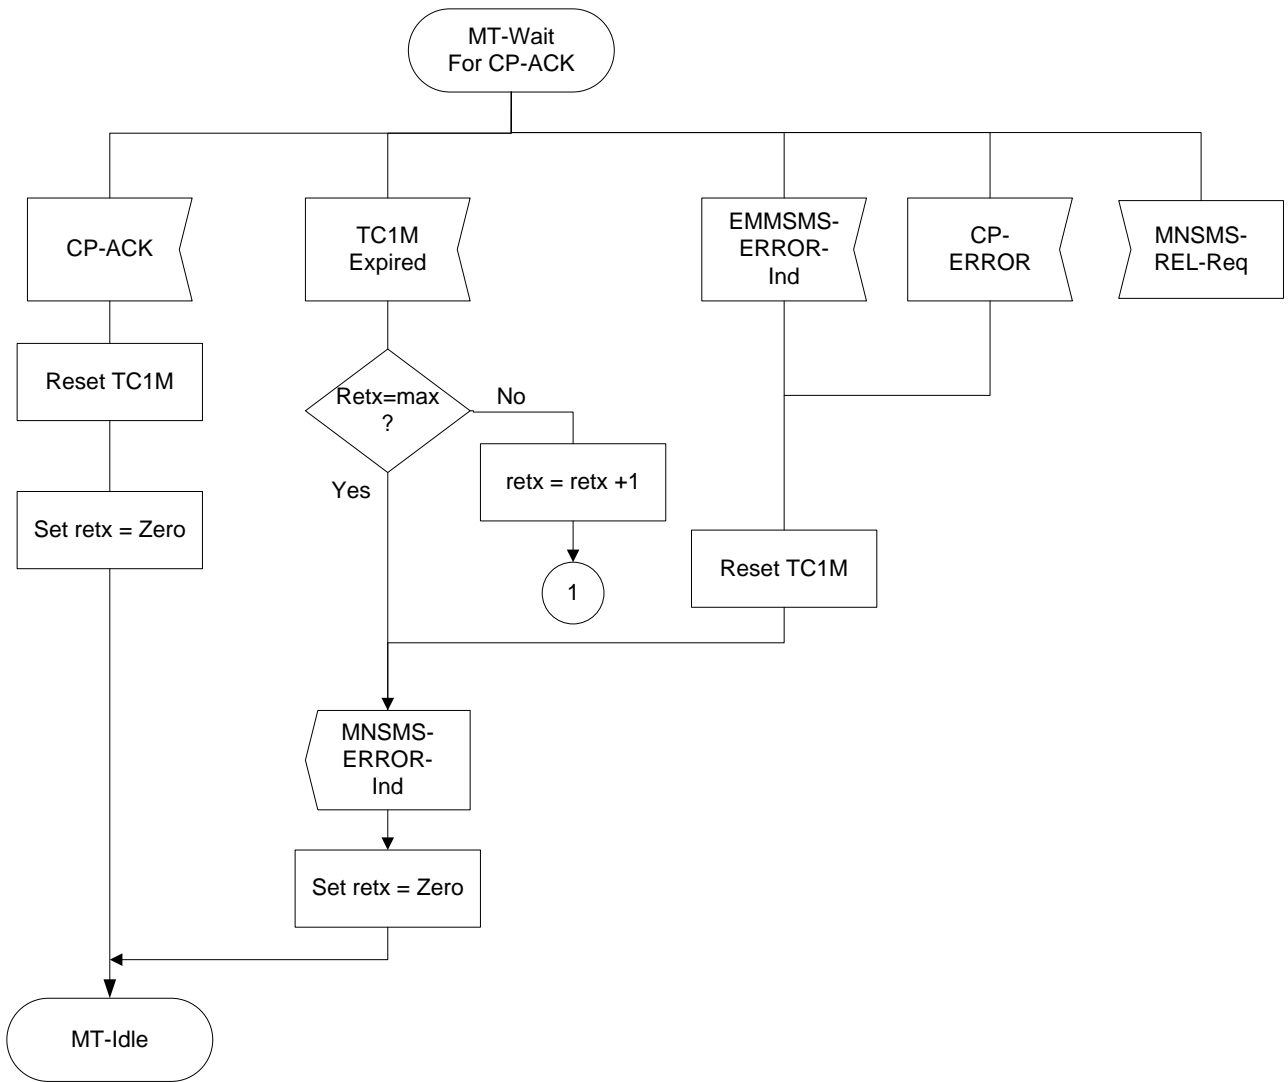 MT-Wait
For CP-ACK
CP-ACK
TC1M
Expired
EMMSMS-
ERROR-
Ind
CP-
ERROR
MNSMS-
REL-Req
Reset TC1M
Retx=max
?
No
Yes
retx = retx +1
Set retx = Zero
Reset TC1M
1
MNSMS-
ERROR-
Ind
Set retx = Zero
MT-Idle